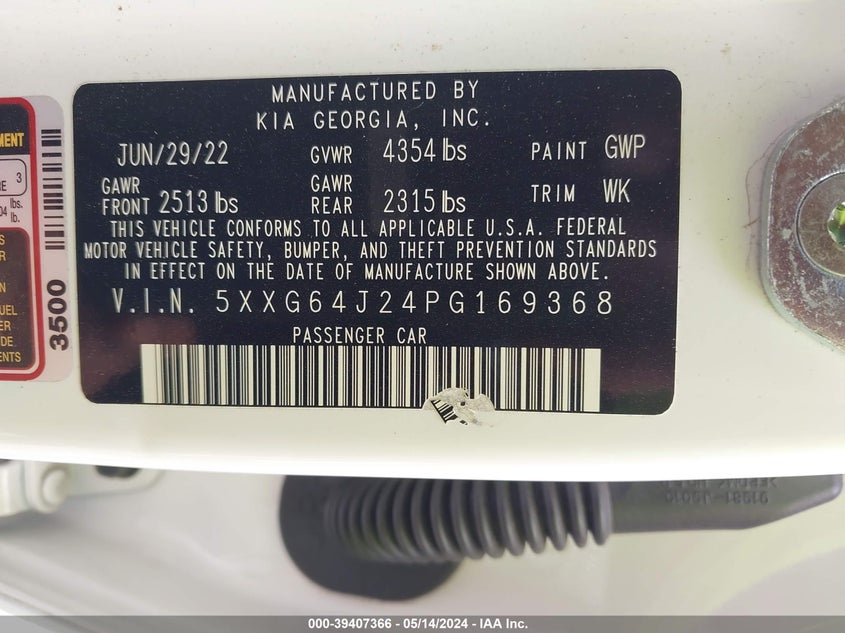 MANUFACTURED BY
KIA GEORGIA, INC.
JUN/29/22 GVWR 4354 lbs PAINT GWP
GAWR FRONT 2513 lbs GAWR REAR 2315 lbs TRIM WK
THIS VEHICLE CONFORMS TO ALL APPLICABLE U.S.A. FEDERAL
MOTOR VEHICLE SAFETY, BUMPER, AND THEFT PREVENTION STANDARDS
IN EFFECT ON THE DATE OF MANUFACTURE SHOWN ABOVE.
V.I.N. 5XXG64J24PG169368
PASSENGER CAR
3
lbs.
lb.
3500
000-39407366 - 05/14/2024 - IAA Inc.